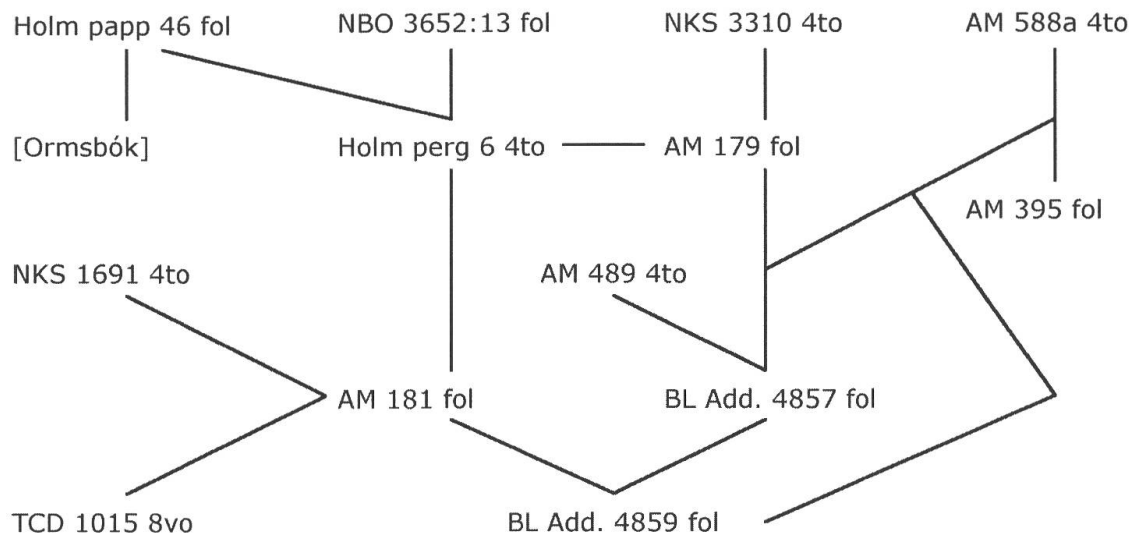 Holm papp 46 fol NBO 3652:13 fol NKS 3310 4to AM 588a 4to
[Ormsbók] Holm perg 6 4to AM 179 fol
AM 395 fol
NKS 1691 4to AM 489 4to
AM 181 fol BL Add. 4857 fol
TCD 1015 8vo BL Add. 4859 fol